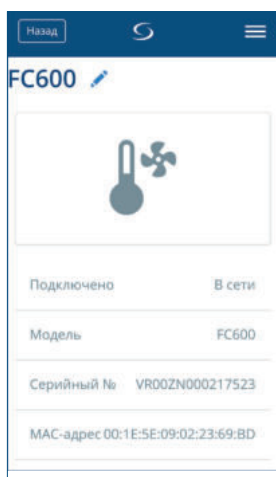 Назад
FC600
Подключено В сети
Модель FC600
Серийный № VR00ZN000217523
MAC-адрес 00:1E:5E:09:02:23:69:BD